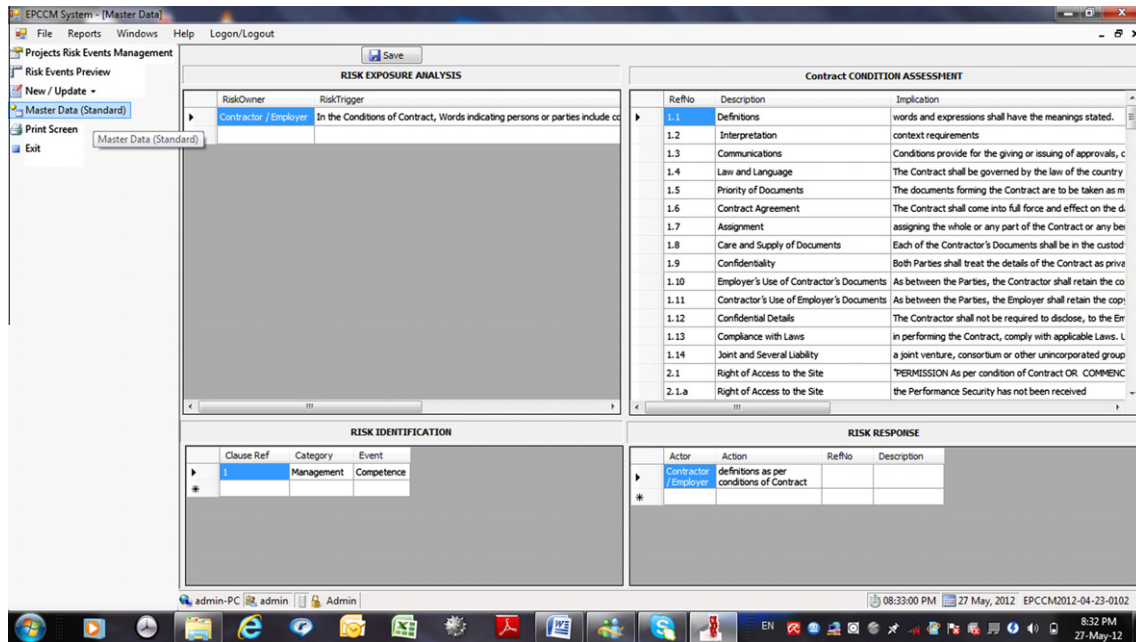 EPCCM System - [Master Data]
File Reports Windows Help Logon/Logout
Projects Risk Events Management
Risk Events Preview
New / Update
Master Data (Standard)
Print Screen
Exit
Master Data (Standard)
Save
RISK EXPOSURE ANALYSIS
RiskOwner RiskTrigger
Contractor / Employer In the Conditions of Contract, Words indicating persons or parties include co
Contract CONDITION ASSESSMENT
RefNo Description Implication
1.1 Definitions words and expressions shall have the meanings stated.
1.2 Interpretation context requirements
1.3 Communications Conditions provide for the giving or issuing of approvals, c
1.4 Law and Language The Contract shall be governed by the law of the country
1.5 Priority of Documents The documents forming the Contract are to be taken as m
1.6 Contract Agreement The Contract shall come into full force and effect on the d
1.7 Assignment assigning the whole or any part of the Contract or any be
1.8 Care and Supply of Documents Each of the Contractor's Documents shall be in the custod
1.9 Confidentiality Both Parties shall treat the details of the Contract as priva
1.10 Employer's Use of Contractor's Documents As between the Parties, the Contractor shall retain the co
1.11 Contractor's Use of Employer's Documents As between the Parties, the Employer shall retain the copy
1.12 Confidential Details The Contractor shall not be required to disclose, to the Em
1.13 Compliance with Laws in performing the Contract, comply with applicable Laws. U
1.14 Joint and Several Liability a joint venture, consortium or other unincorporated group
2.1 Right of Access to the Site "PERMISSION As per condition of Contract OR COMMENC
2.1.a Right of Access to the Site the Performance Security has not been received
RISK IDENTIFICATION
Clause Ref Category Event
1 Management Competence
RISK RESPONSE
Actor Action RefNo Description
Contractor / Employer definitions as per conditions of Contract
admin-PC admin Admin
08:33:00 PM 27 May, 2012 EPCCM2012-04-23-0102
EN 8:32 PM
27-May-12